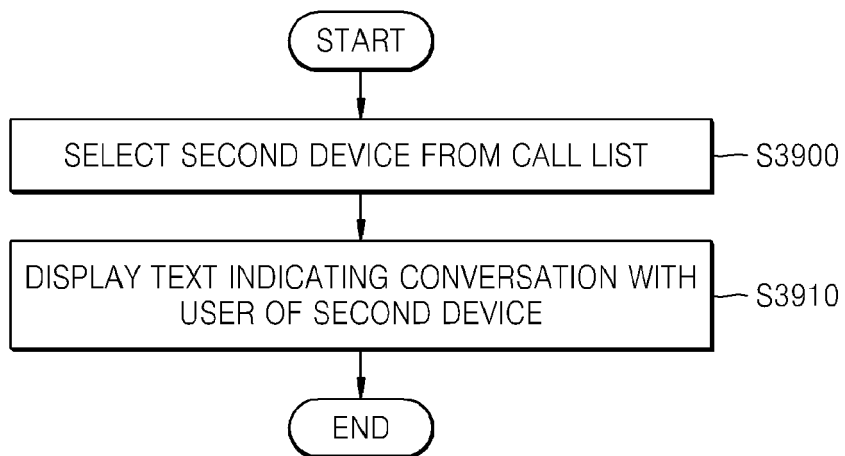 START
SELECT SECOND DEVICE FROM CALL LIST
S3900
DISPLAY TEXT INDICATING CONVERSATION WITH
USER OF SECOND DEVICE
S3910
END